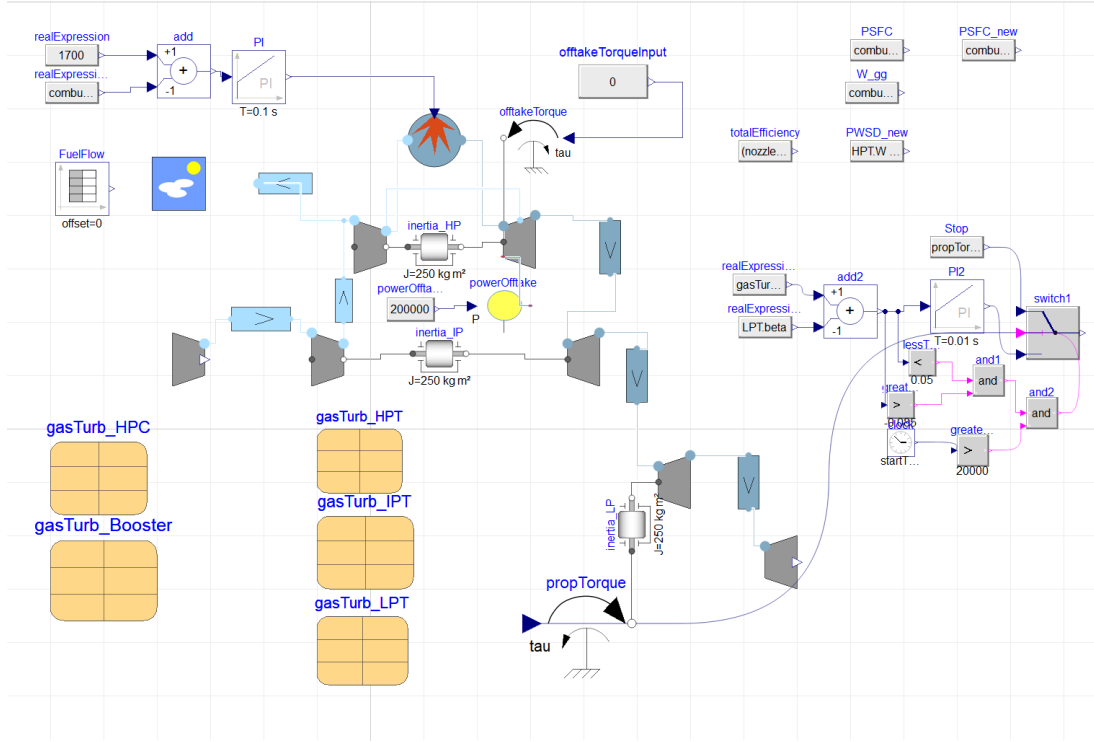 realExpression
1700
realExpressi...
combu...
add
+1
+
-1
PI
PI
T=0.1 s
offtakeTorqueInput
0
offtakeTorque
tau
PSFC
combu...
PSFC_new
combu...
W_gg
combu...
totalEfficiency
(nozzle...
PWSD_new
HPT.W ...
FuelFlow
offset=0
inertia_HP
J=250 kg m²
powerOffta...
200000
P
powerOfftake
inertia_IP
J=250 kg m²
Stop
propTor...
realExpressi...
gasTur...
realExpressi...
LPT.beta
add2
+1
+
-1
PI2
PI
T=0.01 s
switch1
lessT...
<
0.05
and1
and
great...
>
-0.085
clock
startT...
and2
and
greate...
>
20000
gasTurb_HPC
gasTurb_Booster
gasTurb_HPT
gasTurb_IPT
gasTurb_LPT
inertia_LP
J=250 kg m²
propTorque
tau